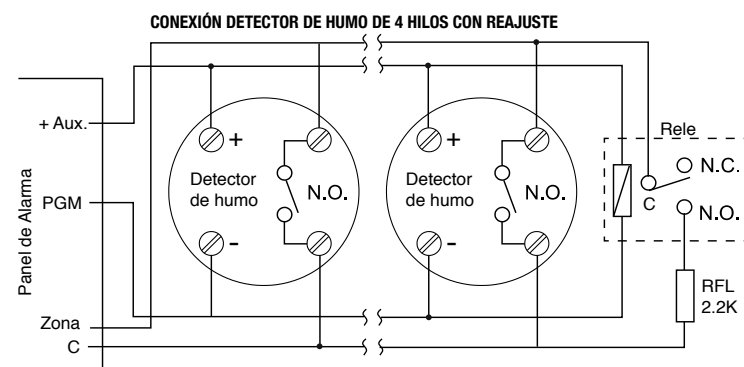 CONEXIÓN DETECTOR DE HUMO DE 4 HILOS CON REAJUSTE
Panel de Alarma
+ Aux.
PGM
Zona
C
+
Detector
de humo
N.O.
-
+
Detector
de humo
N.O.
-
Rele
N.C.
C
N.O.
RFL
2.2K